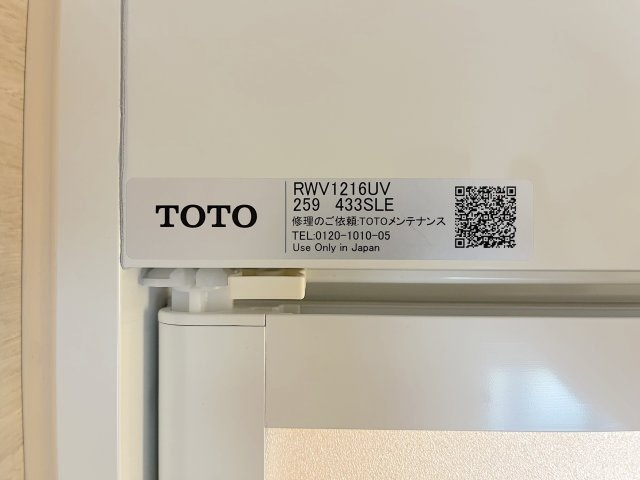 TOTO
RWV1216UV
259 433SLE
修理のご依頼:TOTOメンテナンス
TEL:0120-1010-05
Use Only in Japan